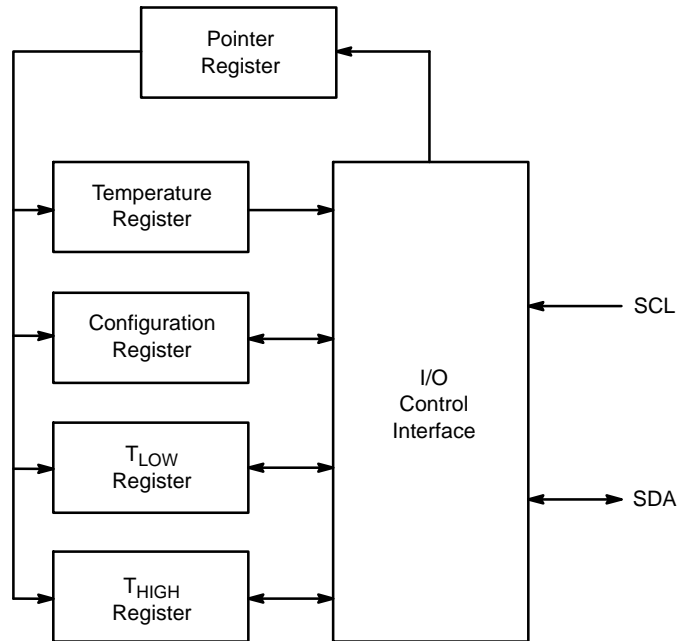 Pointer
Register
Temperature
Register
Configuration
Register
TLOW
Register
THIGH
Register
I/O
Control
Interface
SCL
SDA